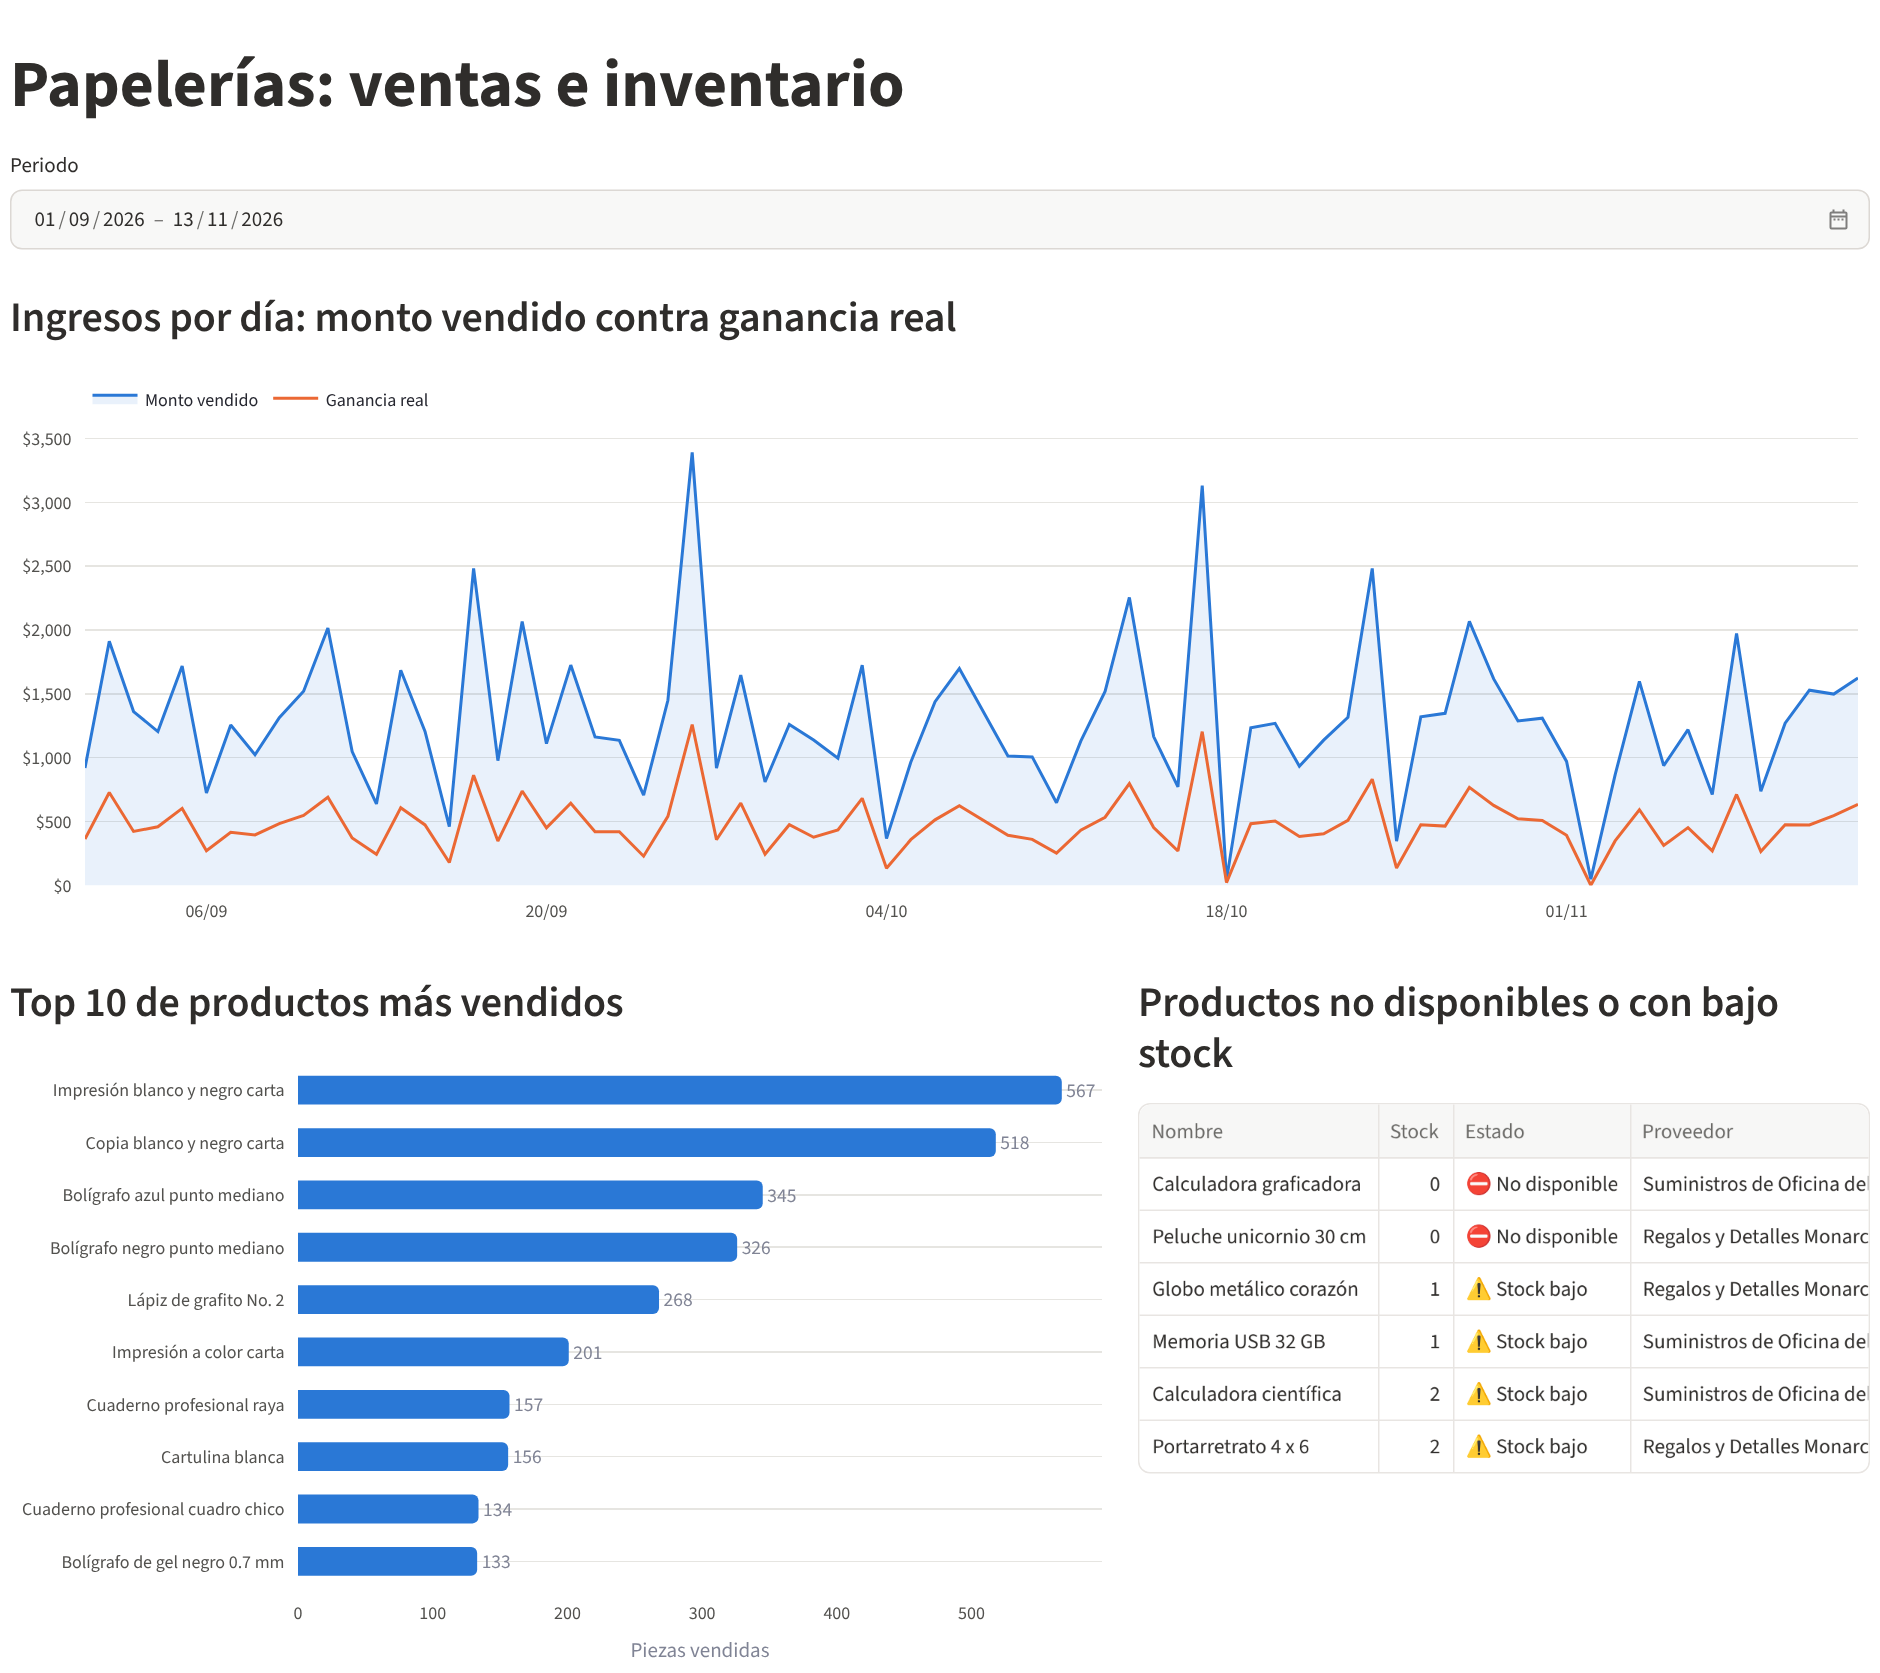 Papelerías: ventas e inventario
Periodo
01/09/2026 – 13/11/2026
Ingresos por día: monto vendido contra ganancia real
Monto vendido Ganancia real
$3,500
$3,000
$2,500
$2,000
$1,500
$1,000
$500
$0
06/09 20/09 04/10 18/10 01/11
Top 10 de productos más vendidos
Impresión blanco y negro carta 567
Copia blanco y negro carta 518
Bolígrafo azul punto mediano 345
Bolígrafo negro punto mediano 326
Lápiz de grafito No. 2 268
Impresión a color carta 201
Cuaderno profesional raya 157
Cartulina blanca 156
Cuaderno profesional cuadro chico 134
Bolígrafo de gel negro 0.7 mm 133
0 100 200 300 400 500
Piezas vendidas
Productos no disponibles o con bajo
stock
Nombre Stock Estado Proveedor
Calculadora graficadora 0 ⛔ No disponible Suministros de Oficina del
Peluche unicornio 30 cm 0 ⛔ No disponible Regalos y Detalles Monarc
Globo metálico corazón 1 ⚠️ Stock bajo Regalos y Detalles Monarc
Memoria USB 32 GB 1 ⚠️ Stock bajo Suministros de Oficina del
Calculadora científica 2 ⚠️ Stock bajo Suministros de Oficina del
Portarretrato 4 x 6 2 ⚠️ Stock bajo Regalos y Detalles Monarc